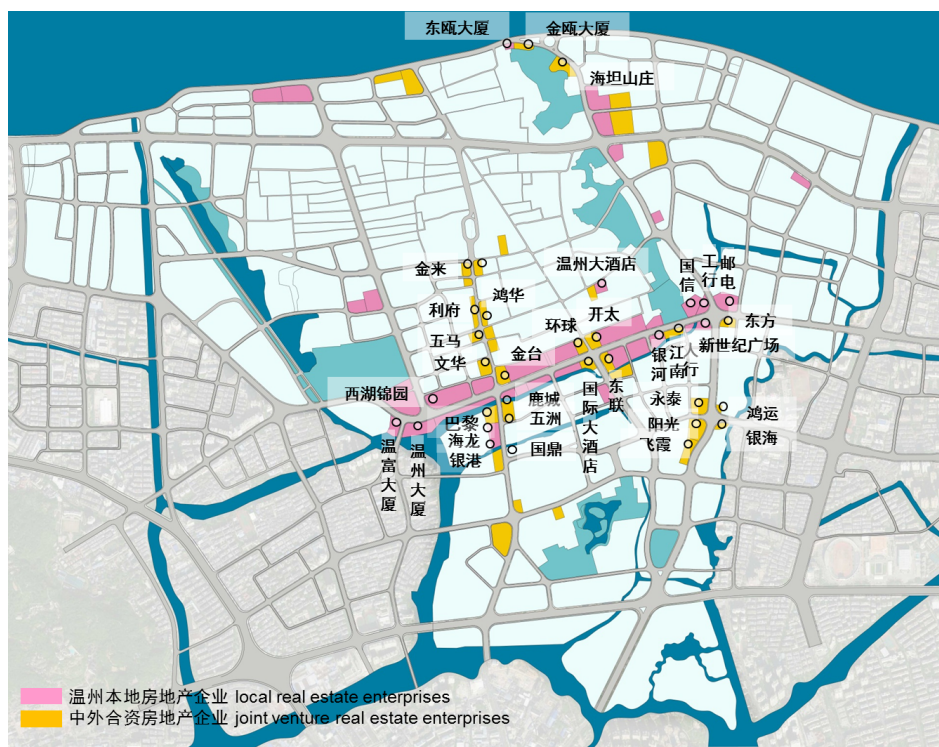 东瓯大厦
金瓯大厦
海坦山庄
温州大酒店
国信
工行
邮电
金来
鸿华
利府
开太
环球
东方
五马
新世纪广场
金台
文华
银河
江南
人行
西湖锦园
国际大酒店
东联
永泰
鹿城
鸿运
巴黎
五洲
阳光
海龙
银海
飞霞
银港
国鼎
温富大厦
温州大厦
温州本地房地产企业 local real estate enterprises
中外合资房地产企业 joint venture real estate enterprises